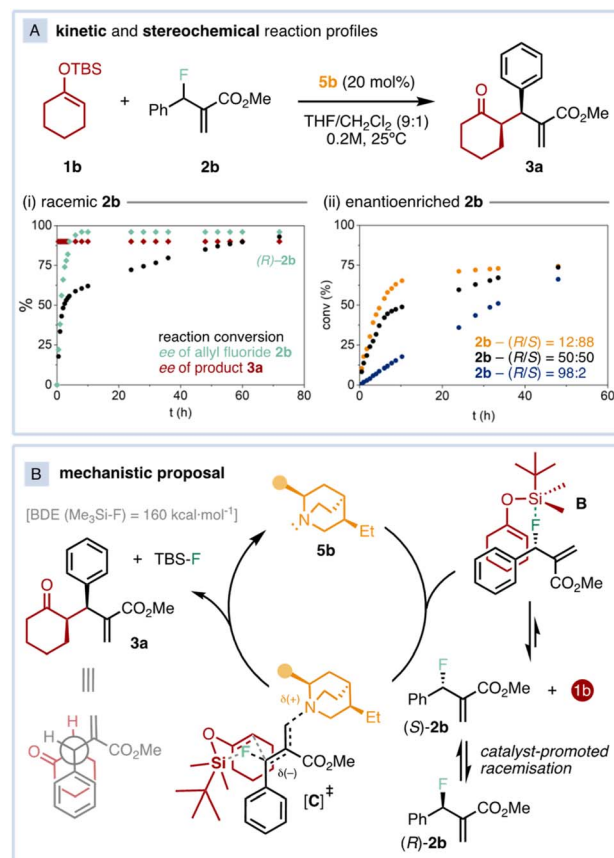 A kinetic and stereochemical reaction profiles
OTBS
1b
+
F
Ph
CO₂Me
2b
5b (20 mol%)
THF/CH₂Cl₂ (9:1)
0.2M, 25ºC
O
CO₂Me
3a
(i) racemic 2b
100
75
50
25
0
%
0 20 40 60 80
t (h)
(R)–2b
reaction conversion
ee of allyl fluoride 2b
ee of product 3a
(ii) enantioenriched 2b
100
75
50
25
0
conv (%)
0 20 40 60
t (h)
2b – (R/S) = 12:88
2b – (R/S) = 50:50
2b – (R/S) = 98:2
B mechanistic proposal
[BDE (Me₃Si-F) = 160 kcal·mol⁻¹]
+ TBS-F
O
CO₂Me
3a
H
H
O
CO₂Me
N
Et
5b
δ(+)
N
Et
O
Si
F
CO₂Me
δ(–)
[C]‡
O
Si
F
B
CO₂Me
F
Ph
CO₂Me
+ 1b
(S)-2b
catalyst-promoted
racemisation
F
Ph
CO₂Me
(R)-2b